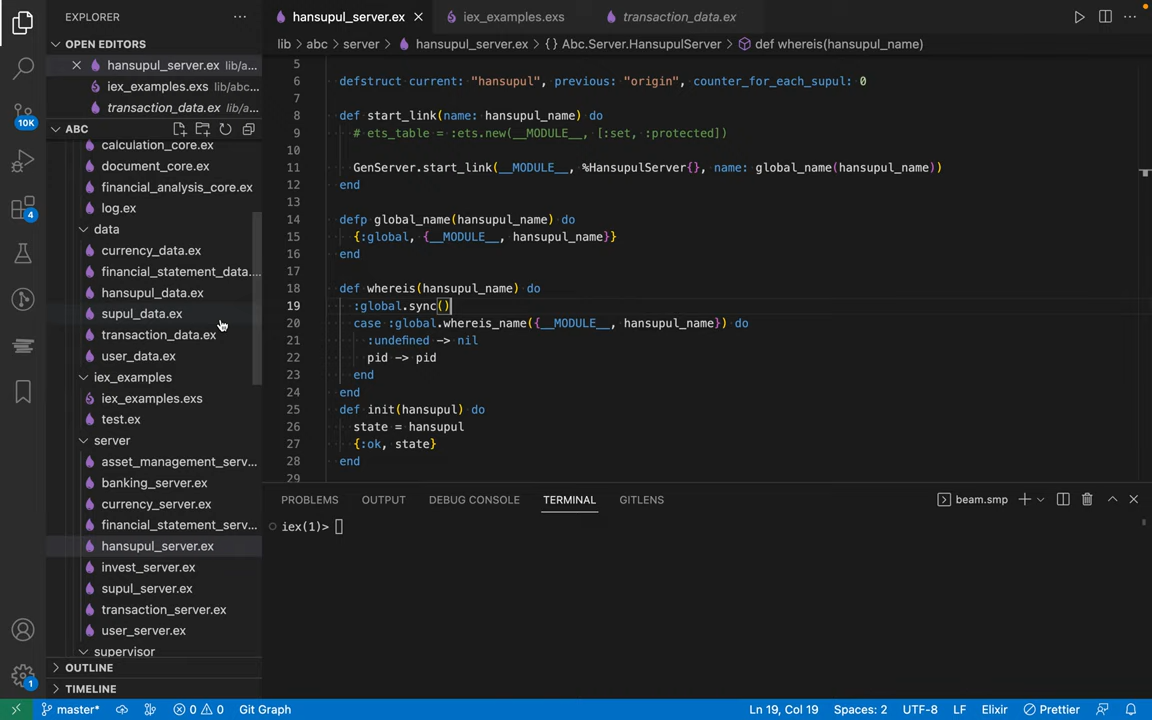 EXPLORER
OPEN EDITORS
hansupul_server.ex lib/a...
iex_examples.exs lib/abc...
transaction_data.ex lib/a...
10K
ABC
calculation_core.ex
document_core.ex
financial_analysis_core.ex
log.ex
4
data
currency_data.ex
financial_statement_data....
hansupul_data.ex
supul_data.ex
transaction_data.ex
user_data.ex
iex_examples
iex_examples.exs
test.ex
server
asset_management_serv...
banking_server.ex
currency_server.ex
financial_statement_serv...
hansupul_server.ex
invest_server.ex
supul_server.ex
transaction_server.ex
user_server.ex
supervisor
OUTLINE
1
TIMELINE
hansupul_server.ex
iex_examples.exs
transaction_data.ex
lib > abc > server > hansupul_server.ex > {} Abc.Server.HansupulServer > def whereis(hansupul_name)
5
6 defstruct current: "hansupul", previous: "origin", counter_for_each_supul: 0
7
8 def start_link(name: hansupul_name) do
9 # ets_table = :ets.new(__MODULE__, [:set, :protected])
10
11 GenServer.start_link(__MODULE__, %HansupulServer{}, name: global_name(hansupul_name))
12 end
13
14 defp global_name(hansupul_name) do
15 {:global, {__MODULE__, hansupul_name}}
16 end
17
18 def whereis(hansupul_name) do
19 :global.sync()
20 case :global.whereis_name({__MODULE__, hansupul_name}) do
21 :undefined -> nil
22 pid -> pid
23 end
24 end
25 def init(hansupul) do
26 state = hansupul
27 {:ok, state}
28 end
29
PROBLEMS OUTPUT DEBUG CONSOLE TERMINAL GITLENS beam.smp
iex(1)>
master* 0 0 Git Graph Ln 19, Col 19 Spaces: 2 UTF-8 LF Elixir Prettier